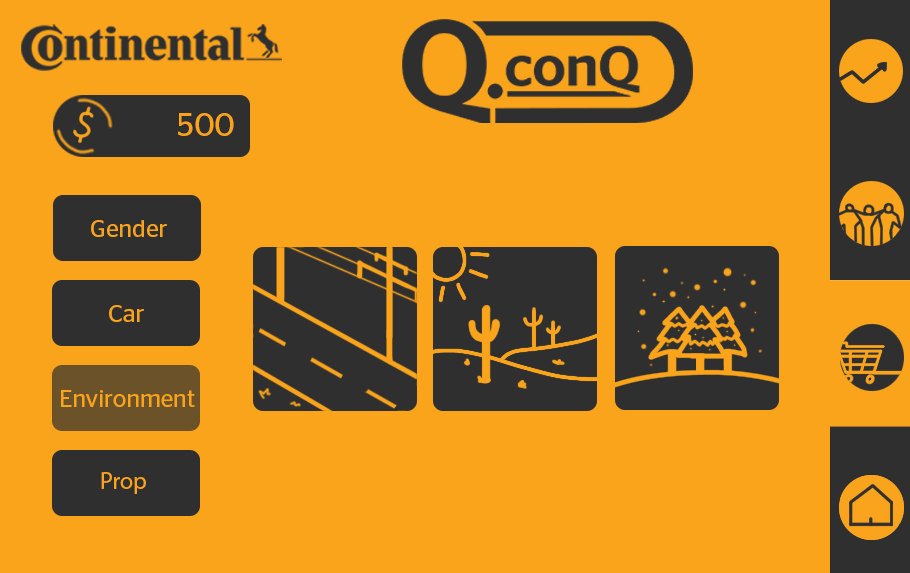 Continental
Q.conQ
$ 500
Gender
Car
Environment
Prop